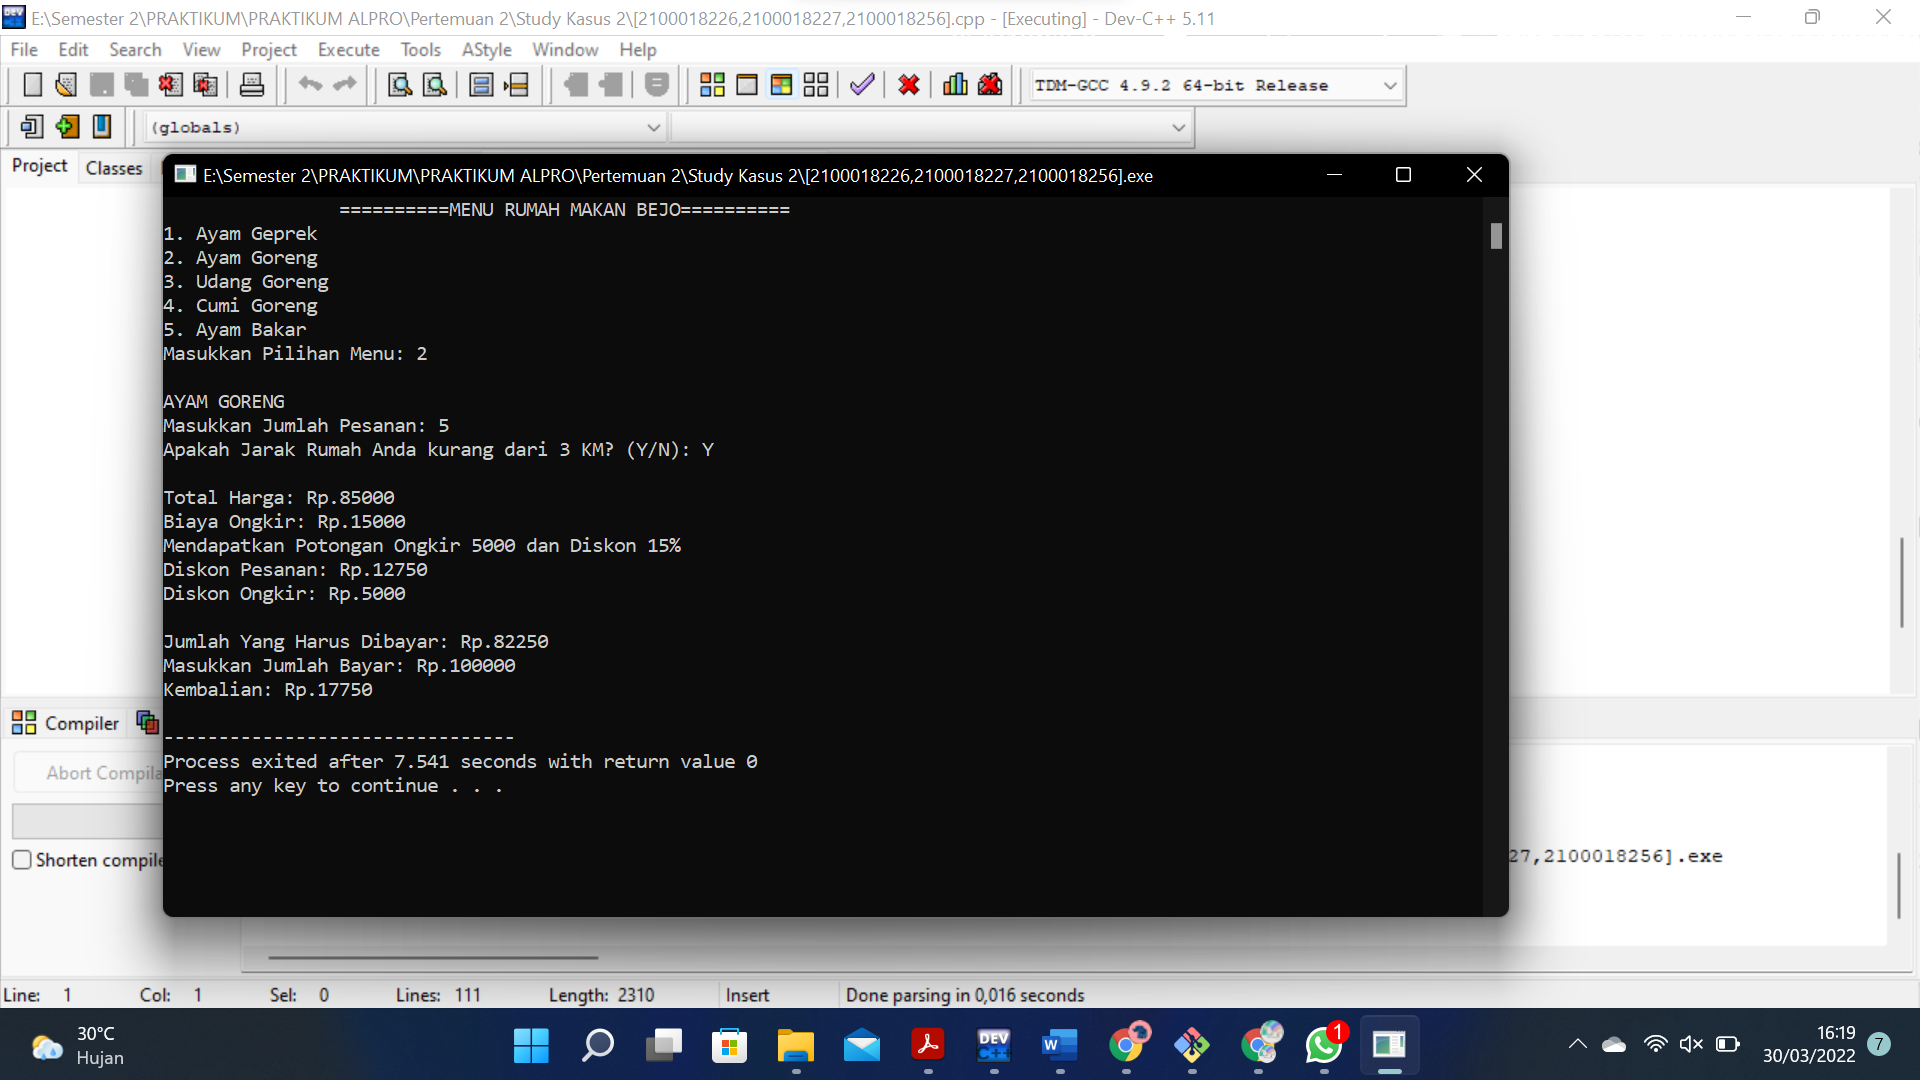 E:\Semester 2\PRAKTIKUM\PRAKTIKUM ALPRO\Pertemuan 2\Study Kasus 2\[2100018226,2100018227,2100018256].cpp - [Executing] - Dev-C++ 5.11
File Edit Search View Project Execute Tools AStyle Window Help
TDM-GCC 4.9.2 64-bit Release
(globals)
Project Classes
E:\Semester 2\PRAKTIKUM\PRAKTIKUM ALPRO\Pertemuan 2\Study Kasus 2\[2100018226,2100018227,2100018256].exe
==========MENU RUMAH MAKAN BEJO==========
1. Ayam Geprek
2. Ayam Goreng
3. Udang Goreng
4. Cumi Goreng
5. Ayam Bakar
Masukkan Pilihan Menu: 2
AYAM GORENG
Masukkan Jumlah Pesanan: 5
Apakah Jarak Rumah Anda kurang dari 3 KM? (Y/N): Y
Total Harga: Rp.85000
Biaya Ongkir: Rp.15000
Mendapatkan Potongan Ongkir 5000 dan Diskon 15%
Diskon Pesanan: Rp.12750
Diskon Ongkir: Rp.5000
Jumlah Yang Harus Dibayar: Rp.82250
Masukkan Jumlah Bayar: Rp.100000
Kembalian: Rp.17750
--------------------------------
Process exited after 7.541 seconds with return value 0
Press any key to continue . . .
Compiler
Abort Compila
Shorten compile
27,2100018256].exe
Line: 1 Col: 1 Sel: 0 Lines: 111 Length: 2310 Insert Done parsing in 0,016 seconds
30°C
Hujan
DEV
C++
W
1
16:19
30/03/2022
7